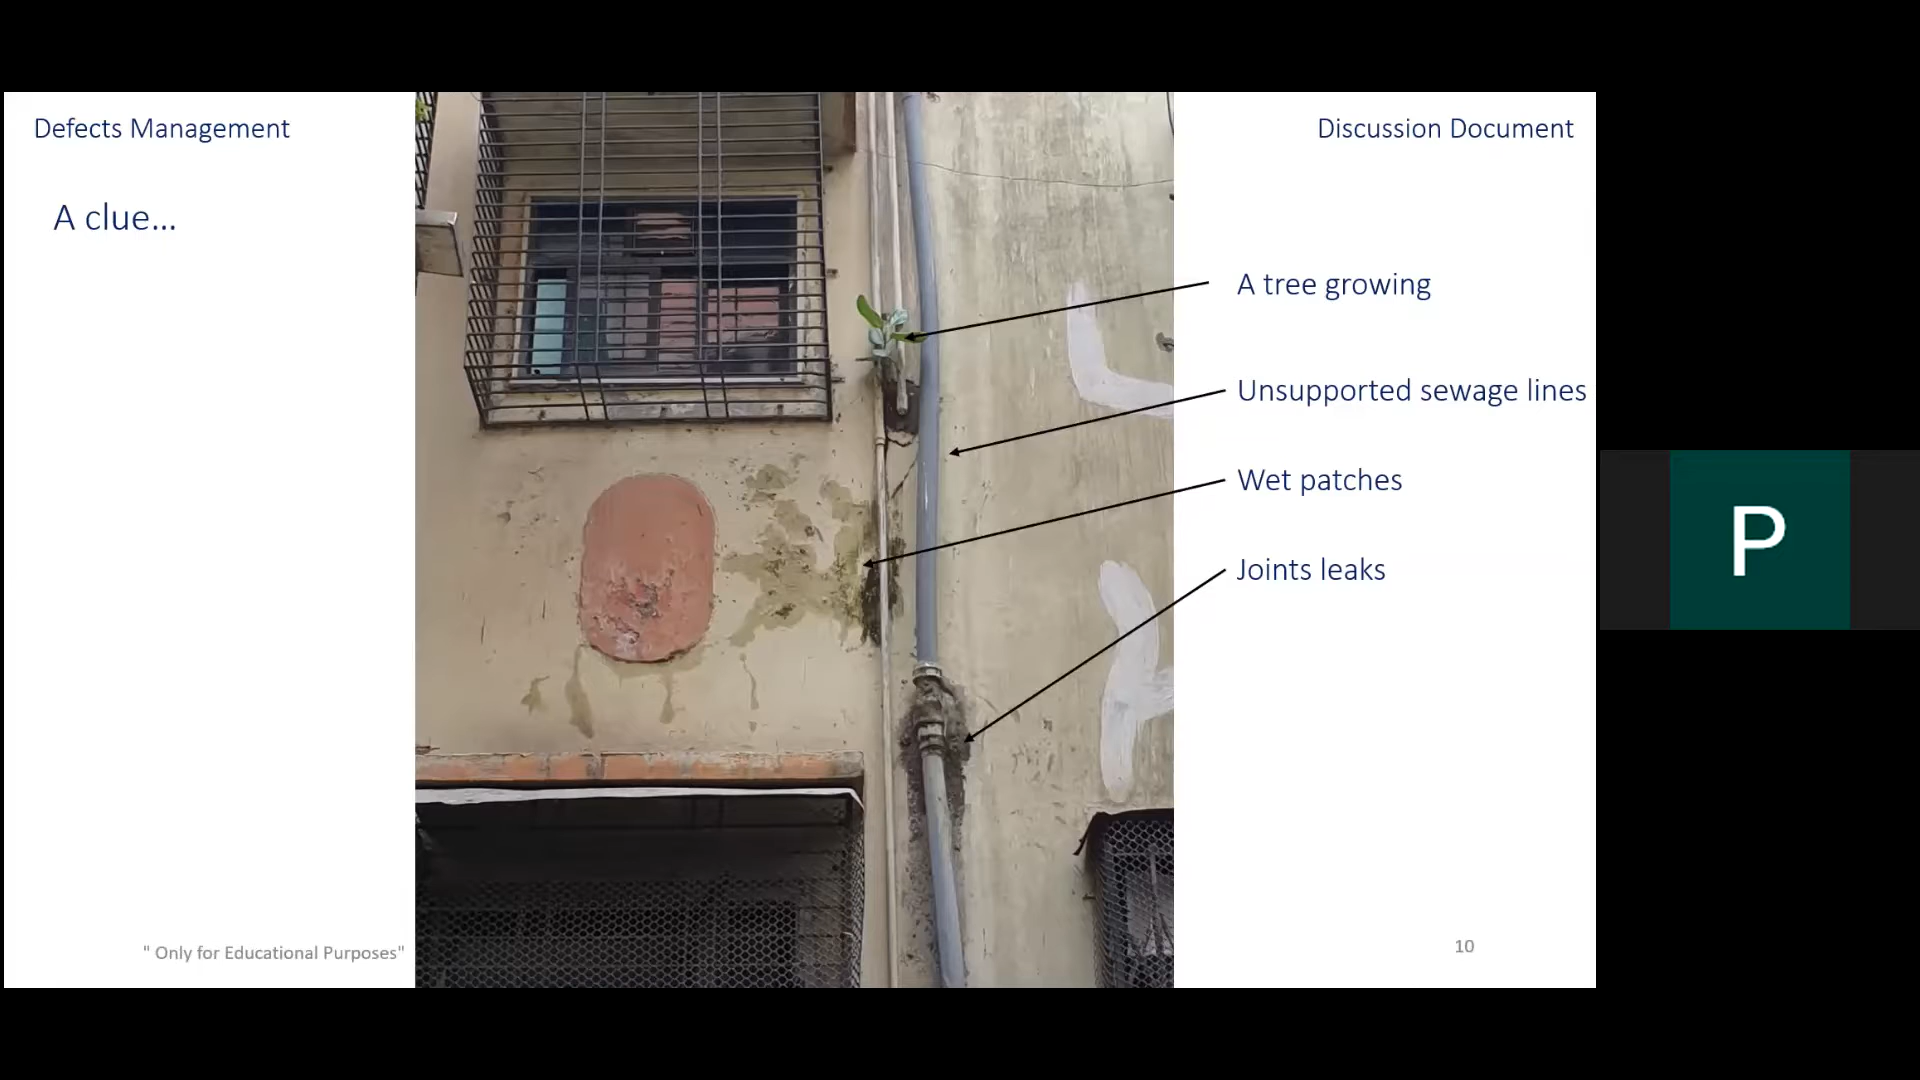 Defects Management
Discussion Document
A clue...
A tree growing
Unsupported sewage lines
Wet patches
Joints leaks
" Only for Educational Purposes"
10
P